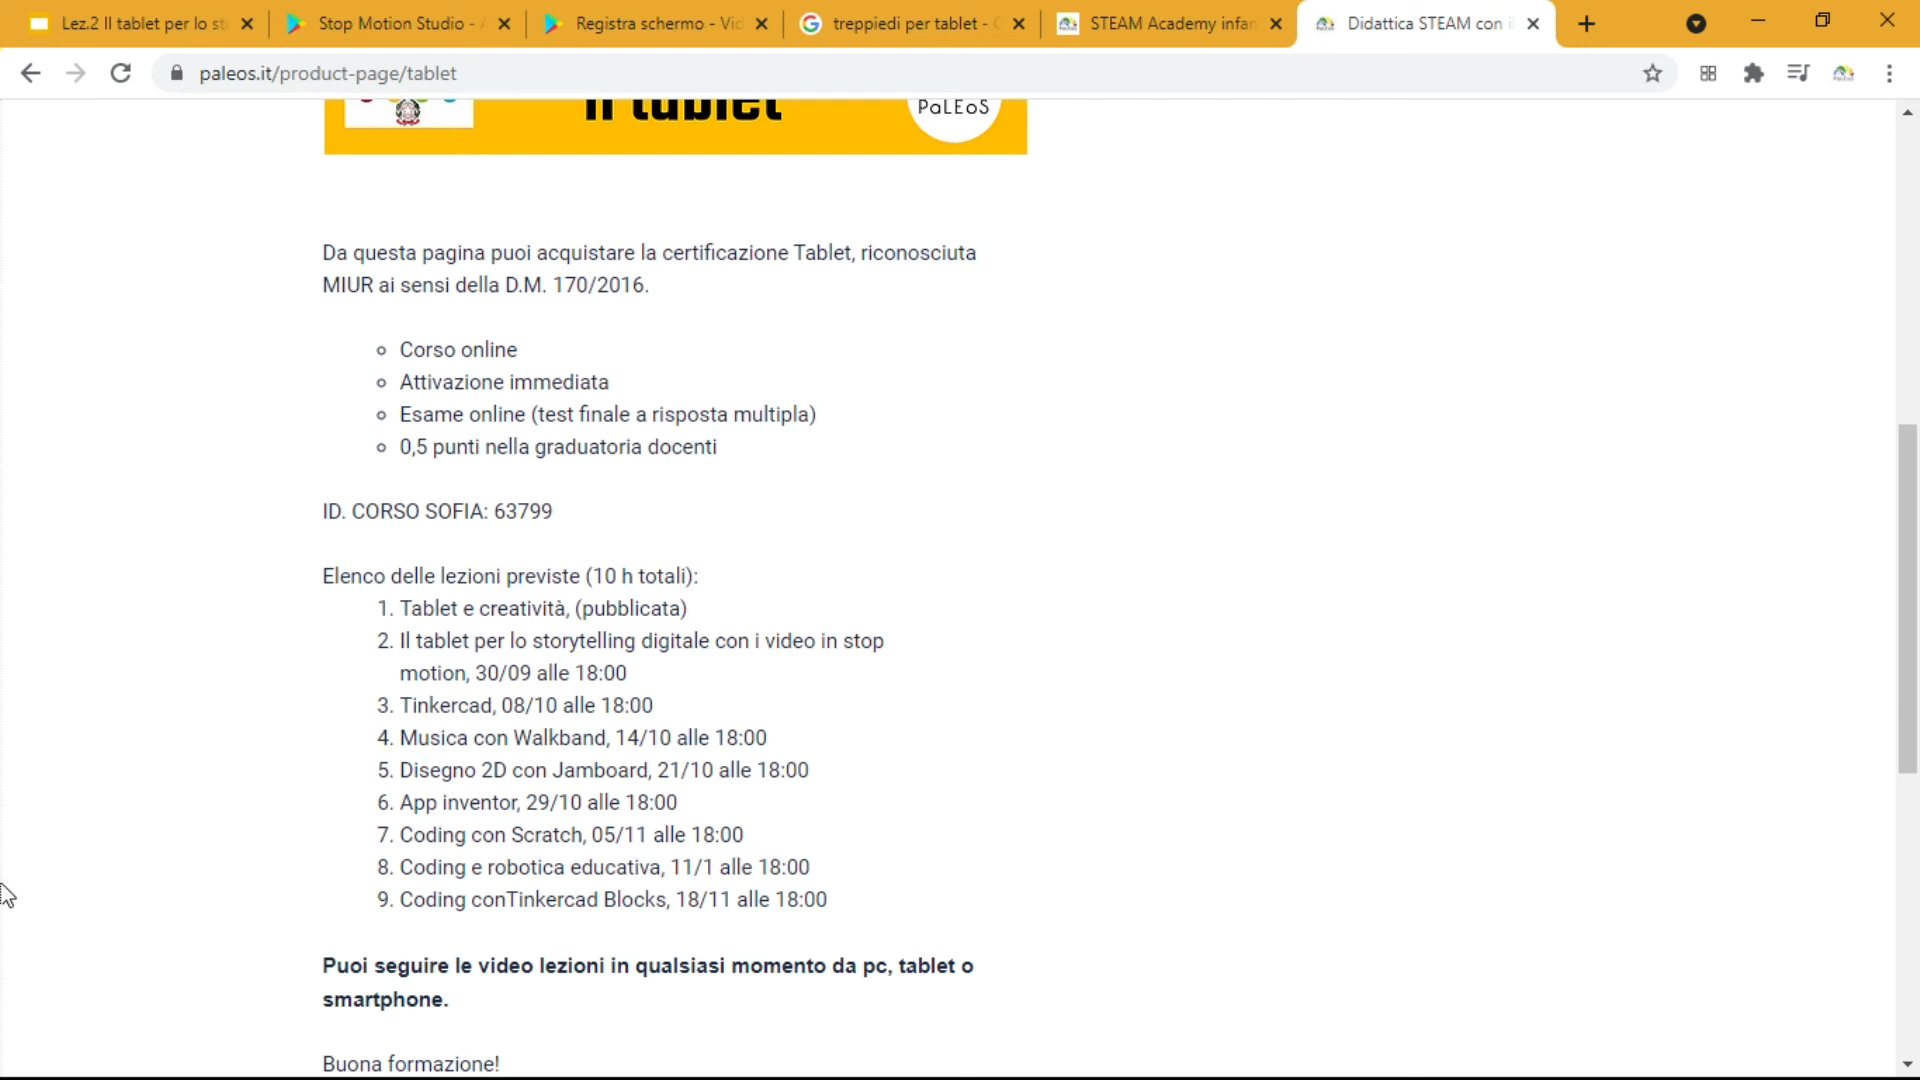 Lez.2 Il tablet per lo st
Stop Motion Studio -
Registra schermo - Vid
treppiedi per tablet -
STEAM Academy infan
Didattica STEAM con il
paleos.it/product-page/tablet
il tablet
PaLEoS
Da questa pagina puoi acquistare la certificazione Tablet, riconosciuta
MIUR ai sensi della D.M. 170/2016.
Corso online
Attivazione immediata
Esame online (test finale a risposta multipla)
0,5 punti nella graduatoria docenti
ID. CORSO SOFIA: 63799
Elenco delle lezioni previste (10 h totali):
1. Tablet e creatività, (pubblicata)
2. Il tablet per lo storytelling digitale con i video in stop
motion, 30/09 alle 18:00
3. Tinkercad, 08/10 alle 18:00
4. Musica con Walkband, 14/10 alle 18:00
5. Disegno 2D con Jamboard, 21/10 alle 18:00
6. App inventor, 29/10 alle 18:00
7. Coding con Scratch, 05/11 alle 18:00
8. Coding e robotica educativa, 11/1 alle 18:00
9. Coding conTinkercad Blocks, 18/11 alle 18:00
Puoi seguire le video lezioni in qualsiasi momento da pc, tablet o
smartphone.
Buona formazione!